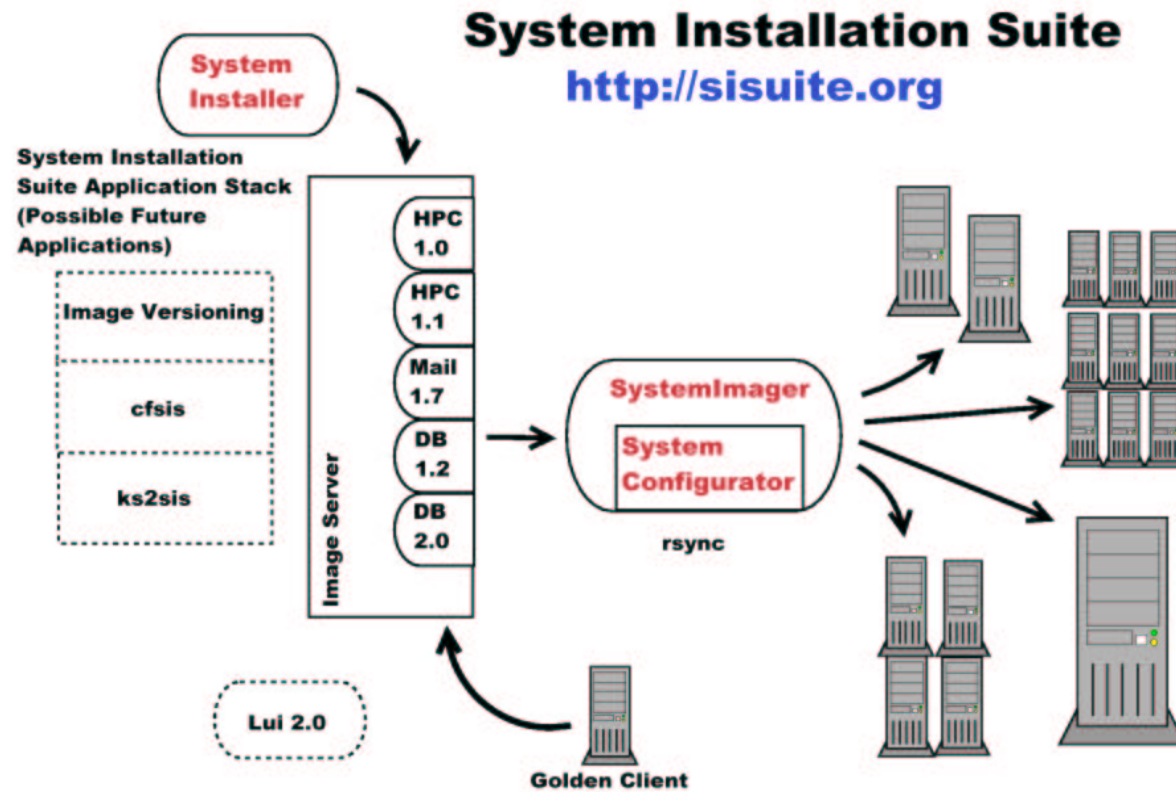 System Installation Suite
http://sisuite.org
System
Installer
System Installation
Suite Application Stack
(Possible Future
Applications)
Image Versioning
cfsis
ks2sis
Image Server
HPC
1.0
HPC
1.1
Mail
1.7
DB
1.2
DB
2.0
SystemImager
System
Configurator
rsync
Lui 2.0
Golden Client